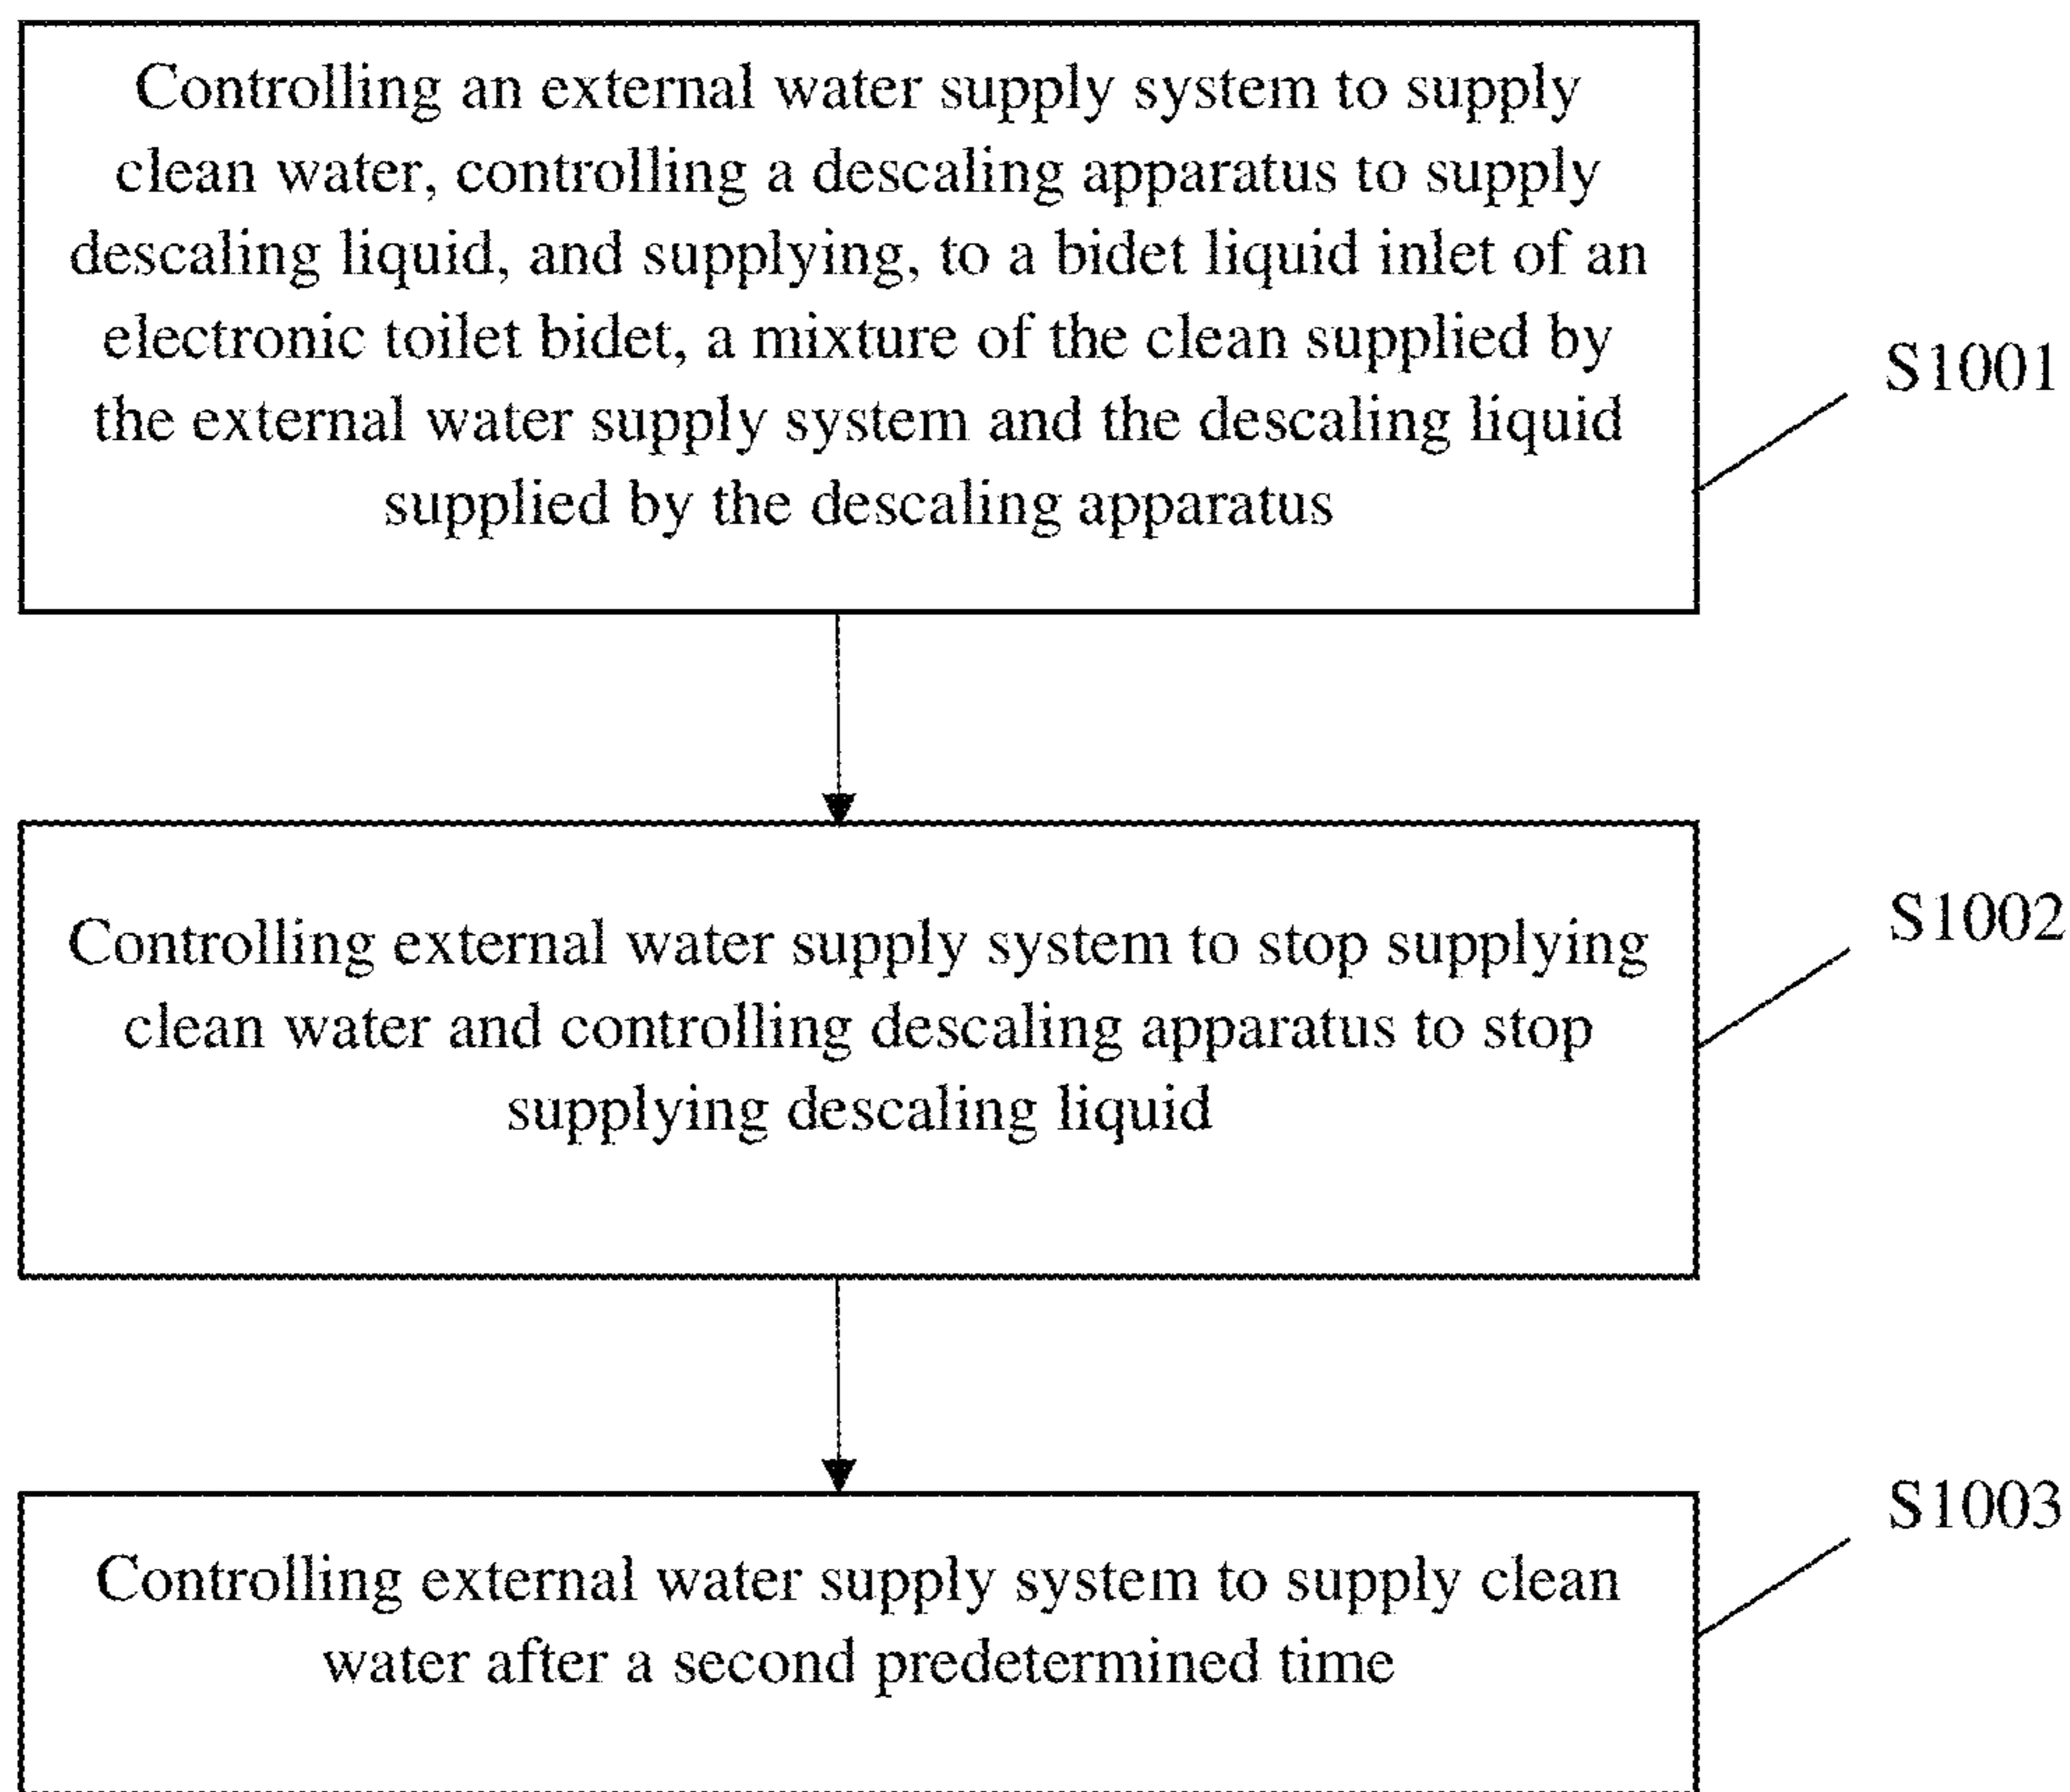 Controlling an external water supply system to supply
clean water, controlling a descaling apparatus to supply
descaling liquid, and supplying, to a bidet liquid inlet of an
electronic toilet bidet, a mixture of the clean supplied by
the external water supply system and the descaling liquid
supplied by the descaling apparatus
S1001
Controlling external water supply system to stop supplying
clean water and controlling descaling apparatus to stop
supplying descaling liquid
S1002
Controlling external water supply system to supply clean
water after a second predetermined time
S1003